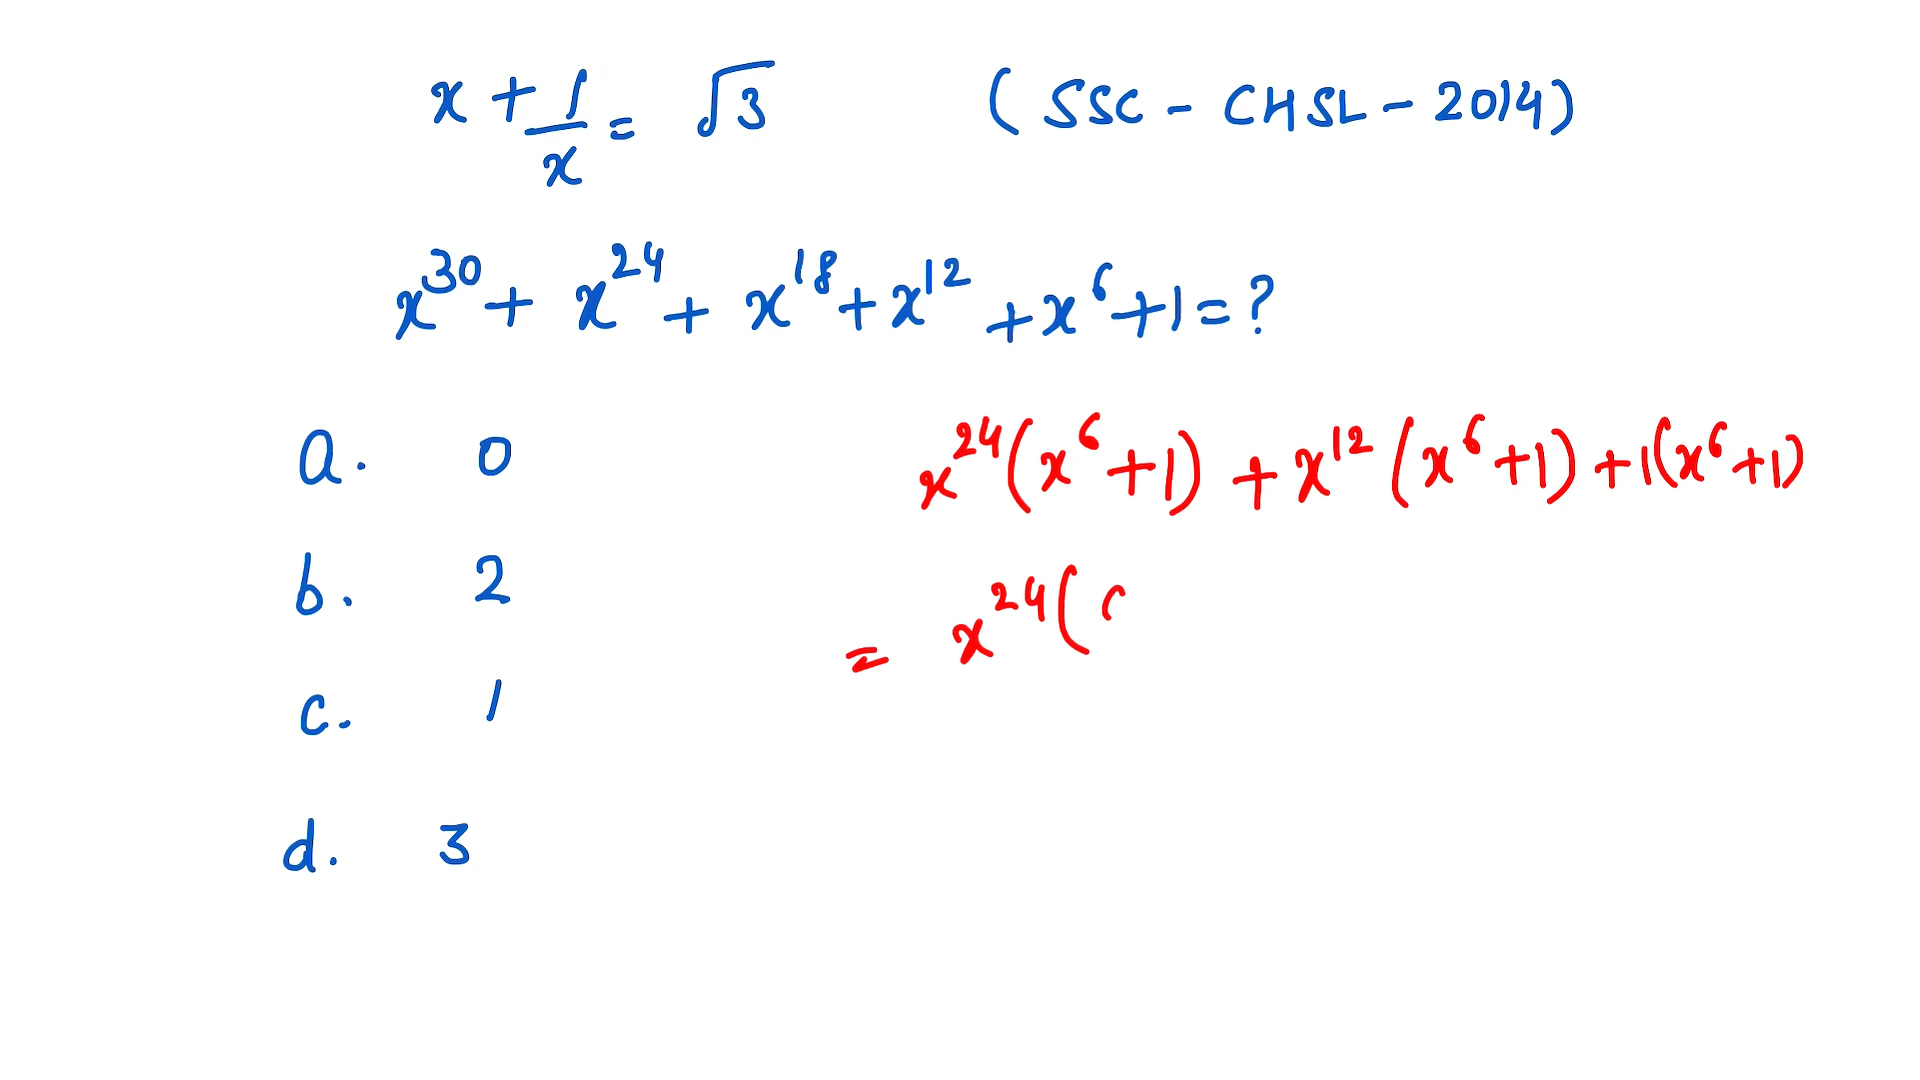 x + 1/x = √3 (SSC - CHSL - 2014)
x^30 + x^24 + x^18 + x^12 + x^6 + 1 = ?
a. 0
x^24(x^6+1) + x^12(x^6+1) + 1(x^6+1)
b. 2
= x^24(
c. 1
d. 3